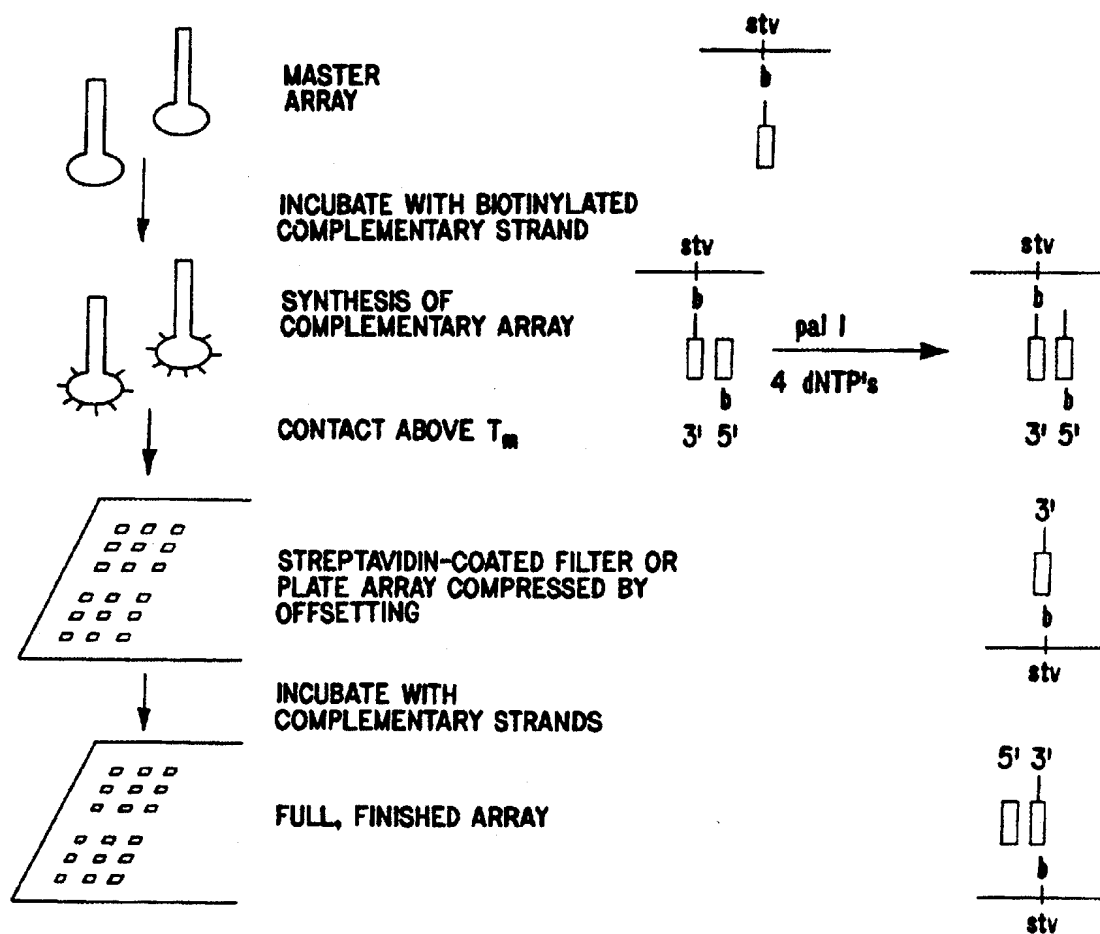 stv
b
MASTER
ARRAY
INCUBATE WITH BIOTINYLATED
COMPLEMENTARY STRAND
stv
b
SYNTHESIS OF
COMPLEMENTARY ARRAY
b
3' 5'
pal I
4 dNTP's
stv
b
b
3' 5'
CONTACT ABOVE Tm
STREPTAVIDIN-COATED FILTER OR
PLATE ARRAY COMPRESSED BY
OFFSETTING
3'
b
stv
INCUBATE WITH
COMPLEMENTARY STRANDS
FULL, FINISHED ARRAY
5' 3'
b
stv